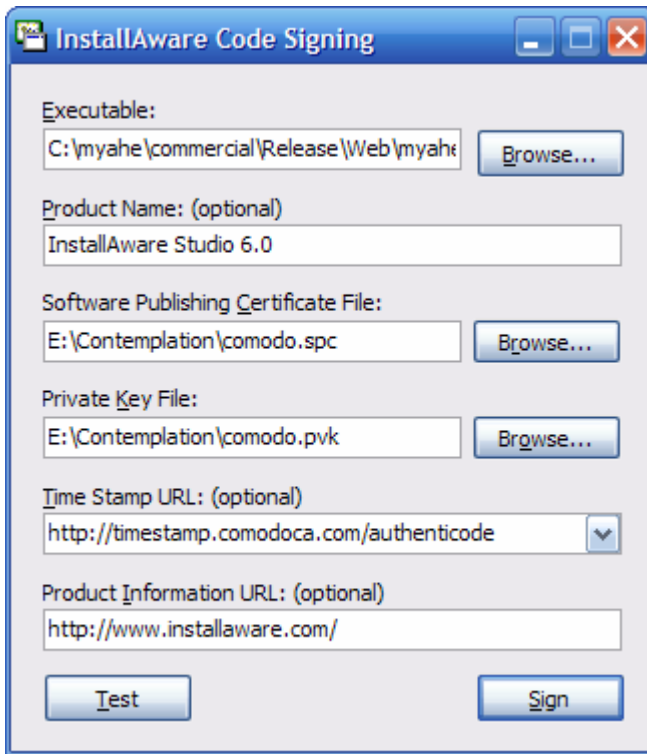 InstallAware Code Signing
Executable:
C:\myahe\commercial\Release\Web\myahe
Browse...
Product Name: (optional)
InstallAware Studio 6.0
Software Publishing Certificate File:
E:\Contemplation\comodo.spc
Browse...
Private Key File:
E:\Contemplation\comodo.pvk
Browse...
Time Stamp URL: (optional)
http://timestamp.comodoca.com/authenticode
Product Information URL: (optional)
http://www.installaware.com/
Test
Sign